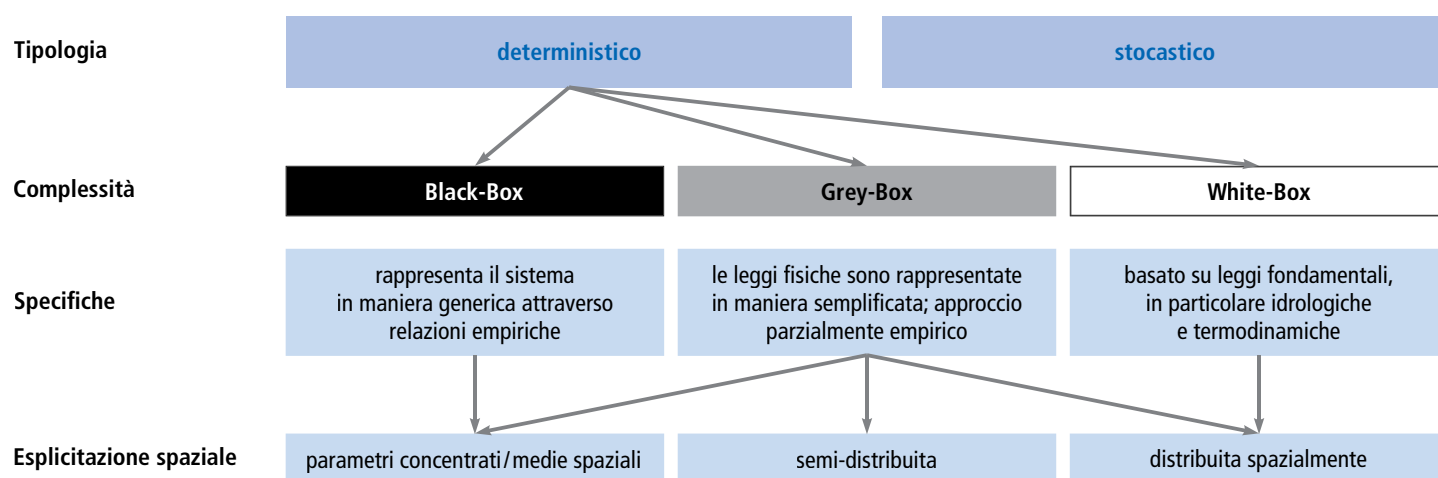 Tipologia
deterministico
stocastico
Complessità
Black-Box
Grey-Box
White-Box
Specifiche
rappresenta il sistema
in maniera generica attraverso
relazioni empiriche
le leggi fisiche sono rappresentate
in maniera semplificata; approccio
parzialmente empirico
basato su leggi fondamentali,
in particolare idrologiche
e termodinamiche
Esplicitazione spaziale
parametri concentrati/medie spaziali
semi-distribuita
distribuita spazialmente